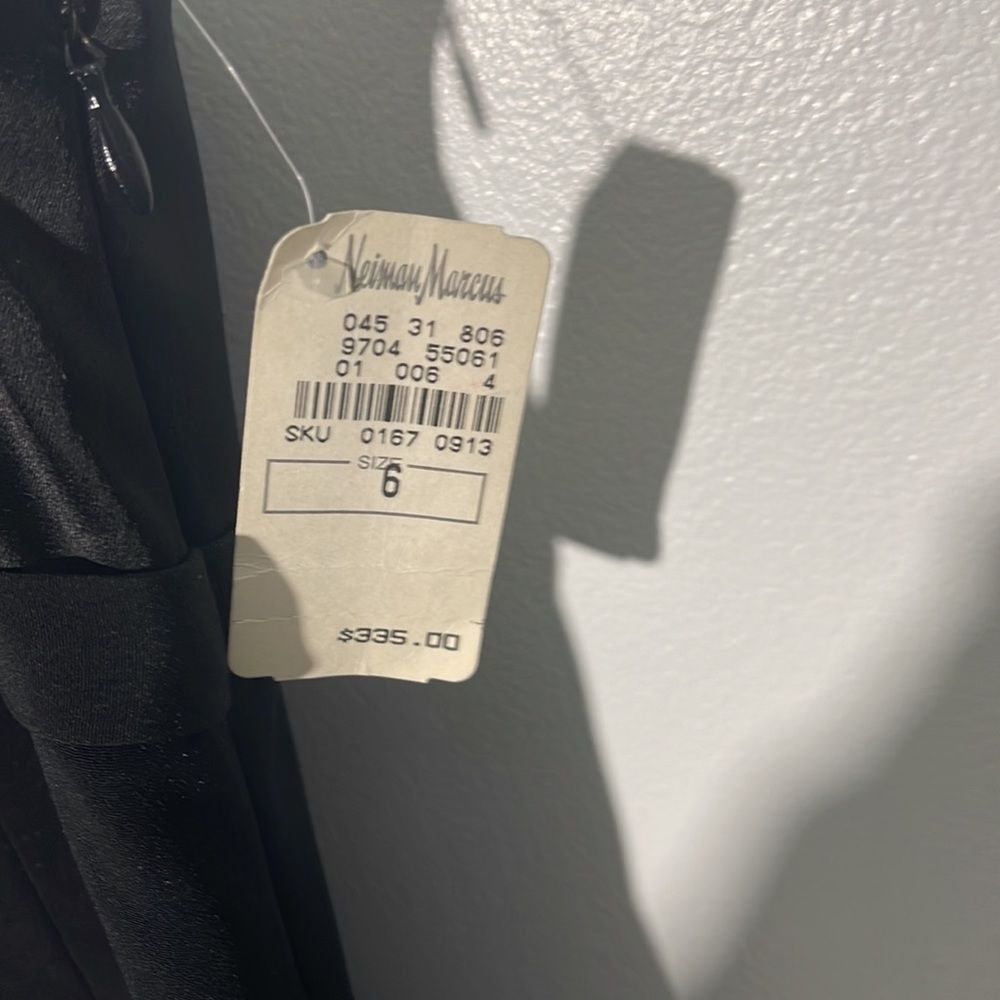 Neiman Marcus
045 31 806
9704 55061
01 006 4
SKU 0167 0913
SIZE
6
$335.00